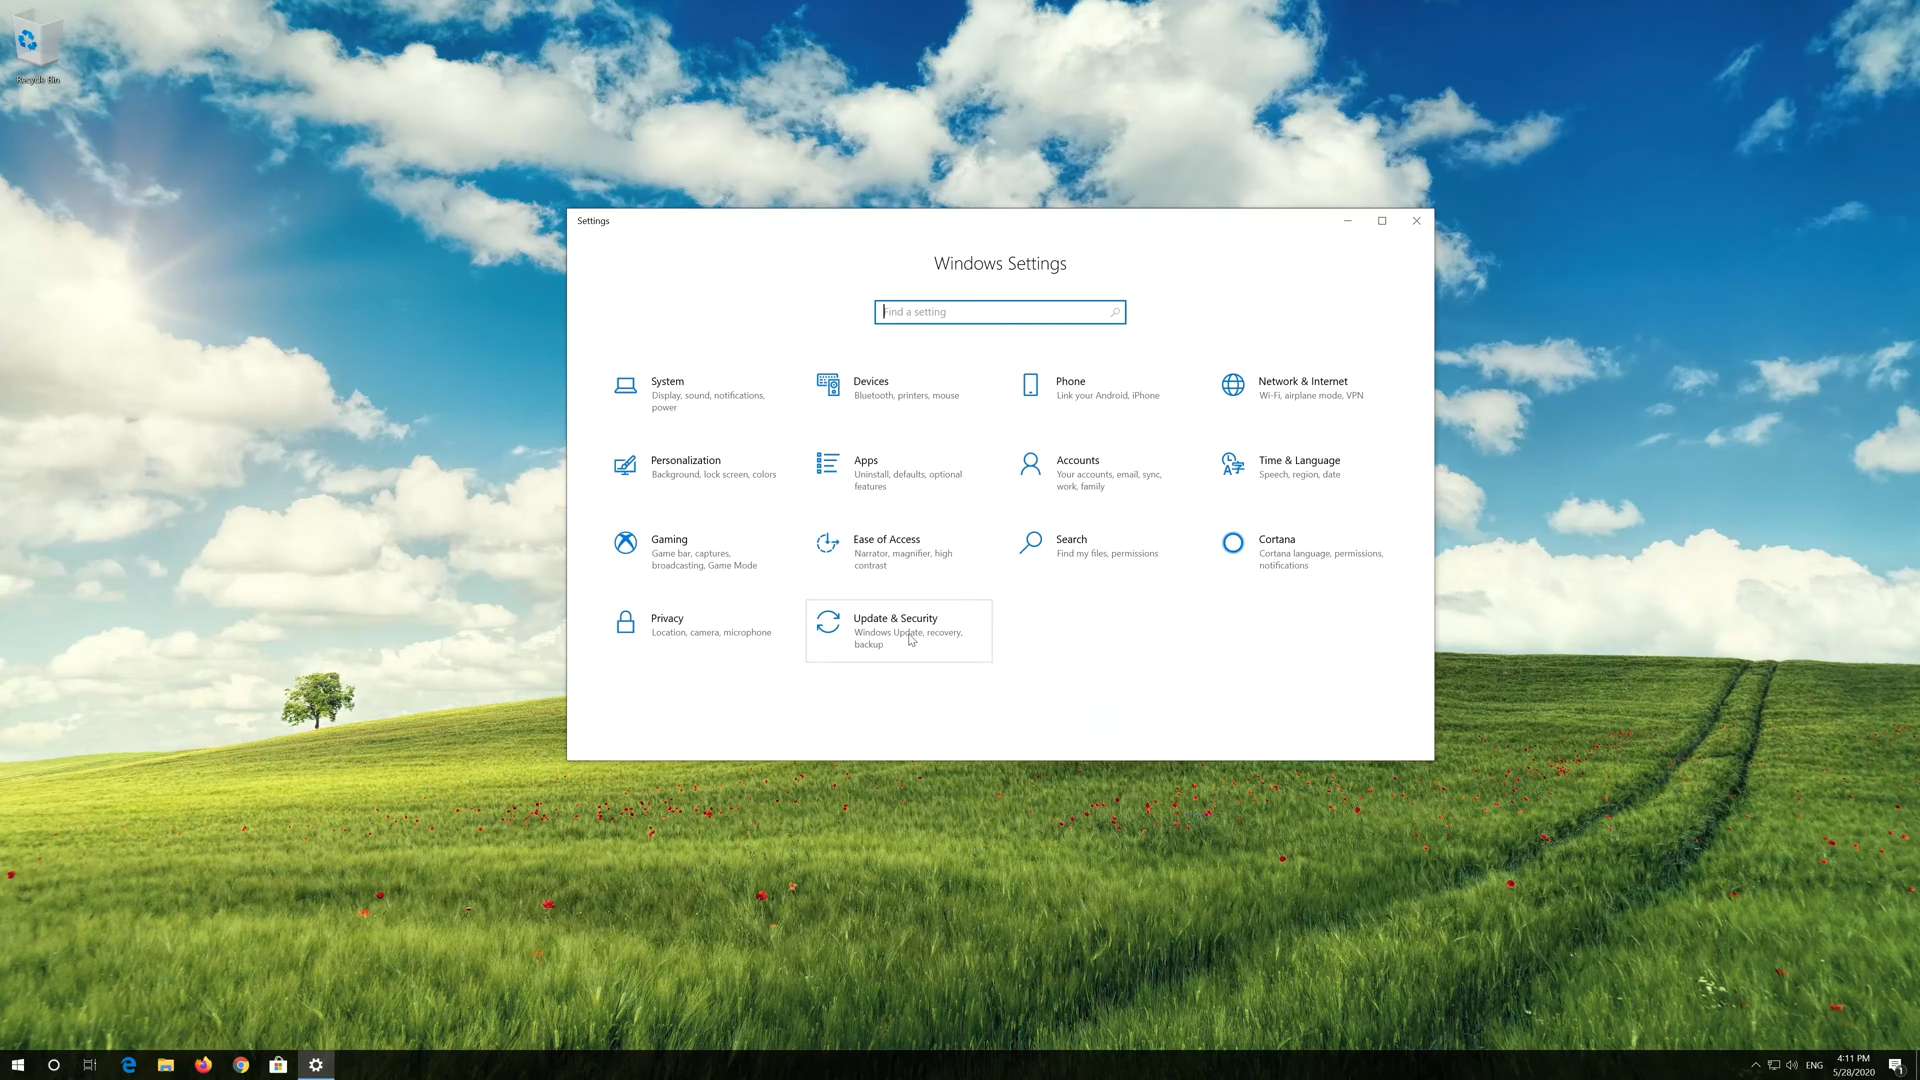 Recycle Bin
Settings
Windows Settings
Find a setting
System
Display, sound, notifications,
power
Devices
Bluetooth, printers, mouse
Phone
Link your Android, iPhone
Network & Internet
Wi-Fi, airplane mode, VPN
Personalization
Background, lock screen, colors
Apps
Uninstall, defaults, optional
features
Accounts
Your accounts, email, sync,
work, family
Time & Language
Speech, region, date
Gaming
Game bar, captures,
broadcasting, Game Mode
Ease of Access
Narrator, magnifier, high
contrast
Search
Find my files, permissions
Cortana
Cortana language, permissions,
notifications
Privacy
Location, camera, microphone
Update & Security
Windows Update, recovery,
backup
ENG
4:11 PM
5/28/2020
1